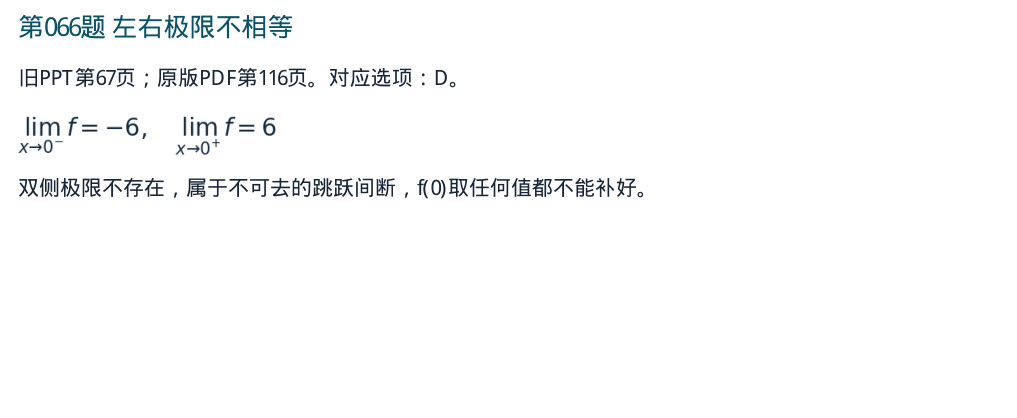 第066题 左右极限不相等
旧PPT第67页；原版PDF第116页。对应选项：D。
lim f = −6,    lim f = 6
x→0⁻    x→0⁺
双侧极限不存在，属于不可去的跳跃间断，f(0)取任何值都不能补好。